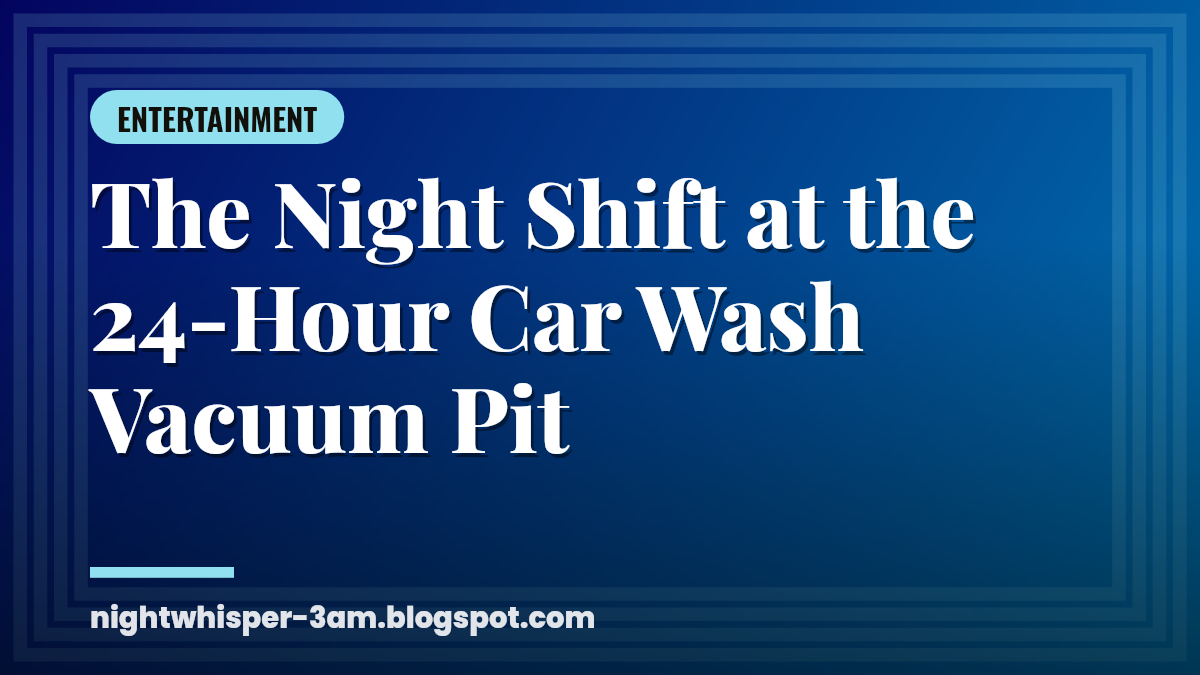 ENTERTAINMENT
The Night Shift at the
24-Hour Car Wash
Vacuum Pit
nightwhisper-3am.blogspot.com